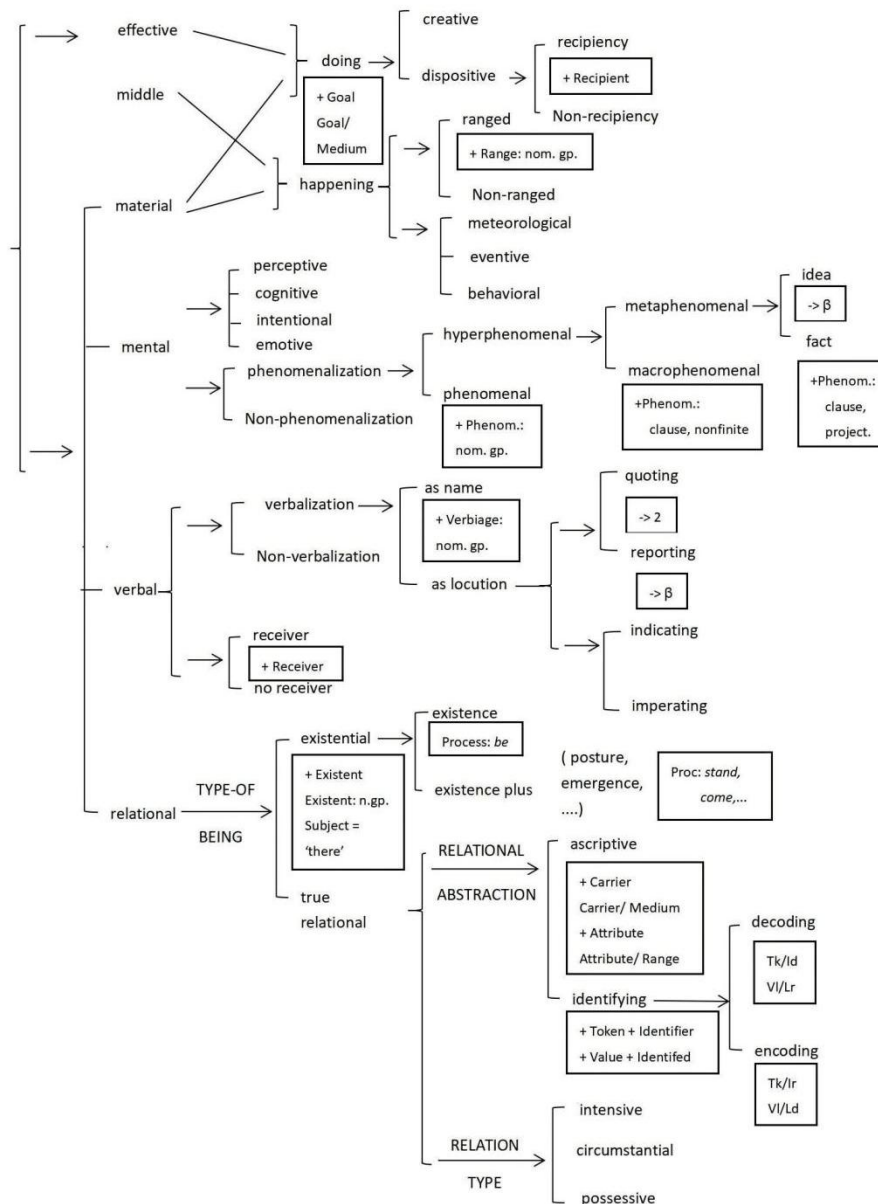 effective
middle
doing
+ Goal
Goal/
Medium
creative
dispositive
recipiency
+ Recipient
Non-recipiency
happening
ranged
+ Range: nom. gp.
Non-ranged
meteorological
eventive
behavioral
material
mental
perceptive
cognitive
intentional
emotive
phenomenalization
Non-phenomenalization
hyperphenomenal
phenomenal
+ Phenom.:
nom. gp.
metaphenomenal
macrophenomenal
+Phenom.:
clause, nonfinite
idea
-> β
fact
+Phenom.:
clause,
project.
verbal
verbalization
Non-verbalization
as name
+ Verbiage:
nom. gp.
as locution
quoting
-> 2
reporting
-> β
indicating
imperating
receiver
+ Receiver
no receiver
relational
TYPE-OF
BEING
existential
+ Existent
Existent: n.gp.
Subject =
‘there’
existence
Process: be
existence plus
( posture,
emergence,
....)
Proc: stand,
come,...
true
relational
RELATIONAL
ABSTRACTION
ascriptive
+ Carrier
Carrier/ Medium
+ Attribute
Attribute/ Range
identifying
+ Token + Identifier
+ Value + Identifed
decoding
Tk/Id
Vl/Lr
encoding
Tk/Ir
Vl/Ld
RELATION
TYPE
intensive
circumstantial
possessive